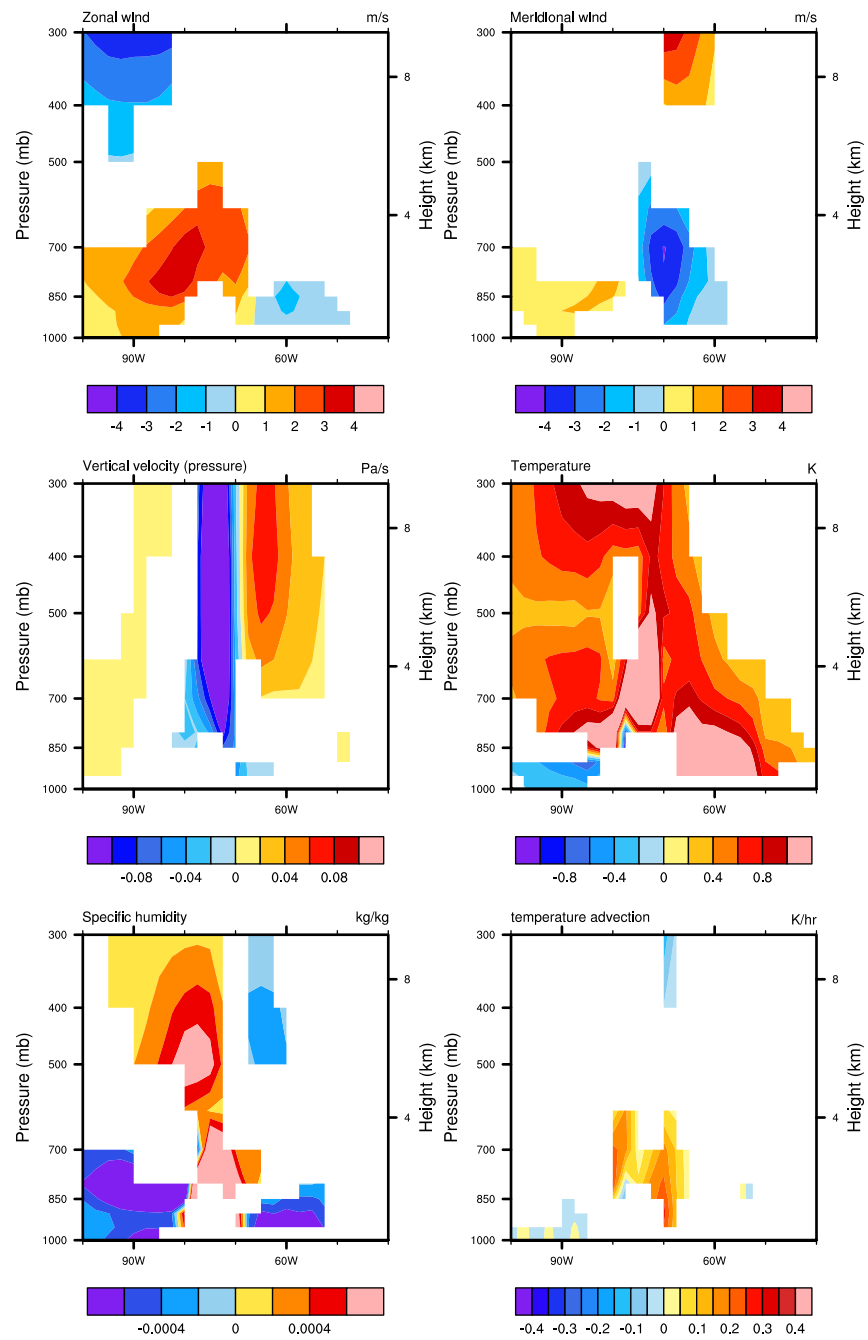 Zonal wind m/s
300
400
500
700
850
1000
Pressure (mb)
8
4
Height (km)
90W 60W
-4 -3 -2 -1 0 1 2 3 4
Meridional wind m/s
300
400
500
700
850
1000
Pressure (mb)
8
4
Height (km)
90W 60W
-4 -3 -2 -1 0 1 2 3 4
Vertical velocity (pressure) Pa/s
300
400
500
700
850
1000
Pressure (mb)
8
4
Height (km)
90W 60W
-0.08 -0.04 0 0.04 0.08
Temperature K
300
400
500
700
850
1000
Pressure (mb)
8
4
Height (km)
90W 60W
-0.8 -0.4 0 0.4 0.8
Specific humidity kg/kg
300
400
500
700
850
1000
Pressure (mb)
8
4
Height (km)
90W 60W
-0.0004 0 0.0004
temperature advection K/hr
300
400
500
700
850
1000
Pressure (mb)
8
4
Height (km)
90W 60W
-0.4 -0.3 -0.2 -0.1 0 0.1 0.2 0.3 0.4